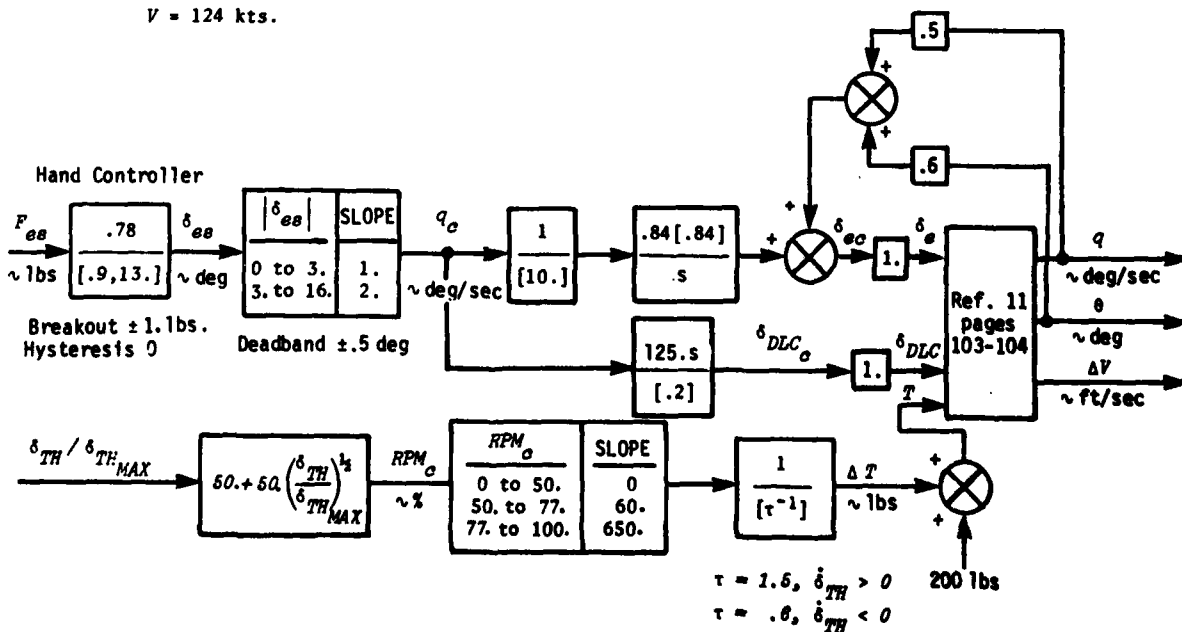 V = 124 kts.
.5
+
+
.6
Hand Controller
F_es
~ lbs
.78
[.9,13.]
δ_es
~ deg
Breakout ± 1. lbs.
Hysteresis 0
|δ_es| SLOPE
0 to 3. 1.
3. to 16. 2.
Deadband ±.5 deg
q_c
~ deg/sec
1
[10.]
.84[.84]
s
+
+
δ_ec
1.
δ_e
Ref. 11
pages
103-104
q
~ deg/sec
θ
~ deg
ΔV
~ ft/sec
125.s
[.2]
δ_DLC_c
1.
δ_DLC
T
δ_TH / δ_TH_MAX
50.+ 50.(δ_TH / δ_TH_MAX)^½
RPM_c
~ %
RPM_c SLOPE
0 to 50. 0
50. to 77. 60.
77. to 100. 650.
1
[τ⁻¹]
ΔT
~ lbs
+
+
200 lbs
τ = 1.5, δ̇_TH > 0
τ = .6, δ̇_TH < 0